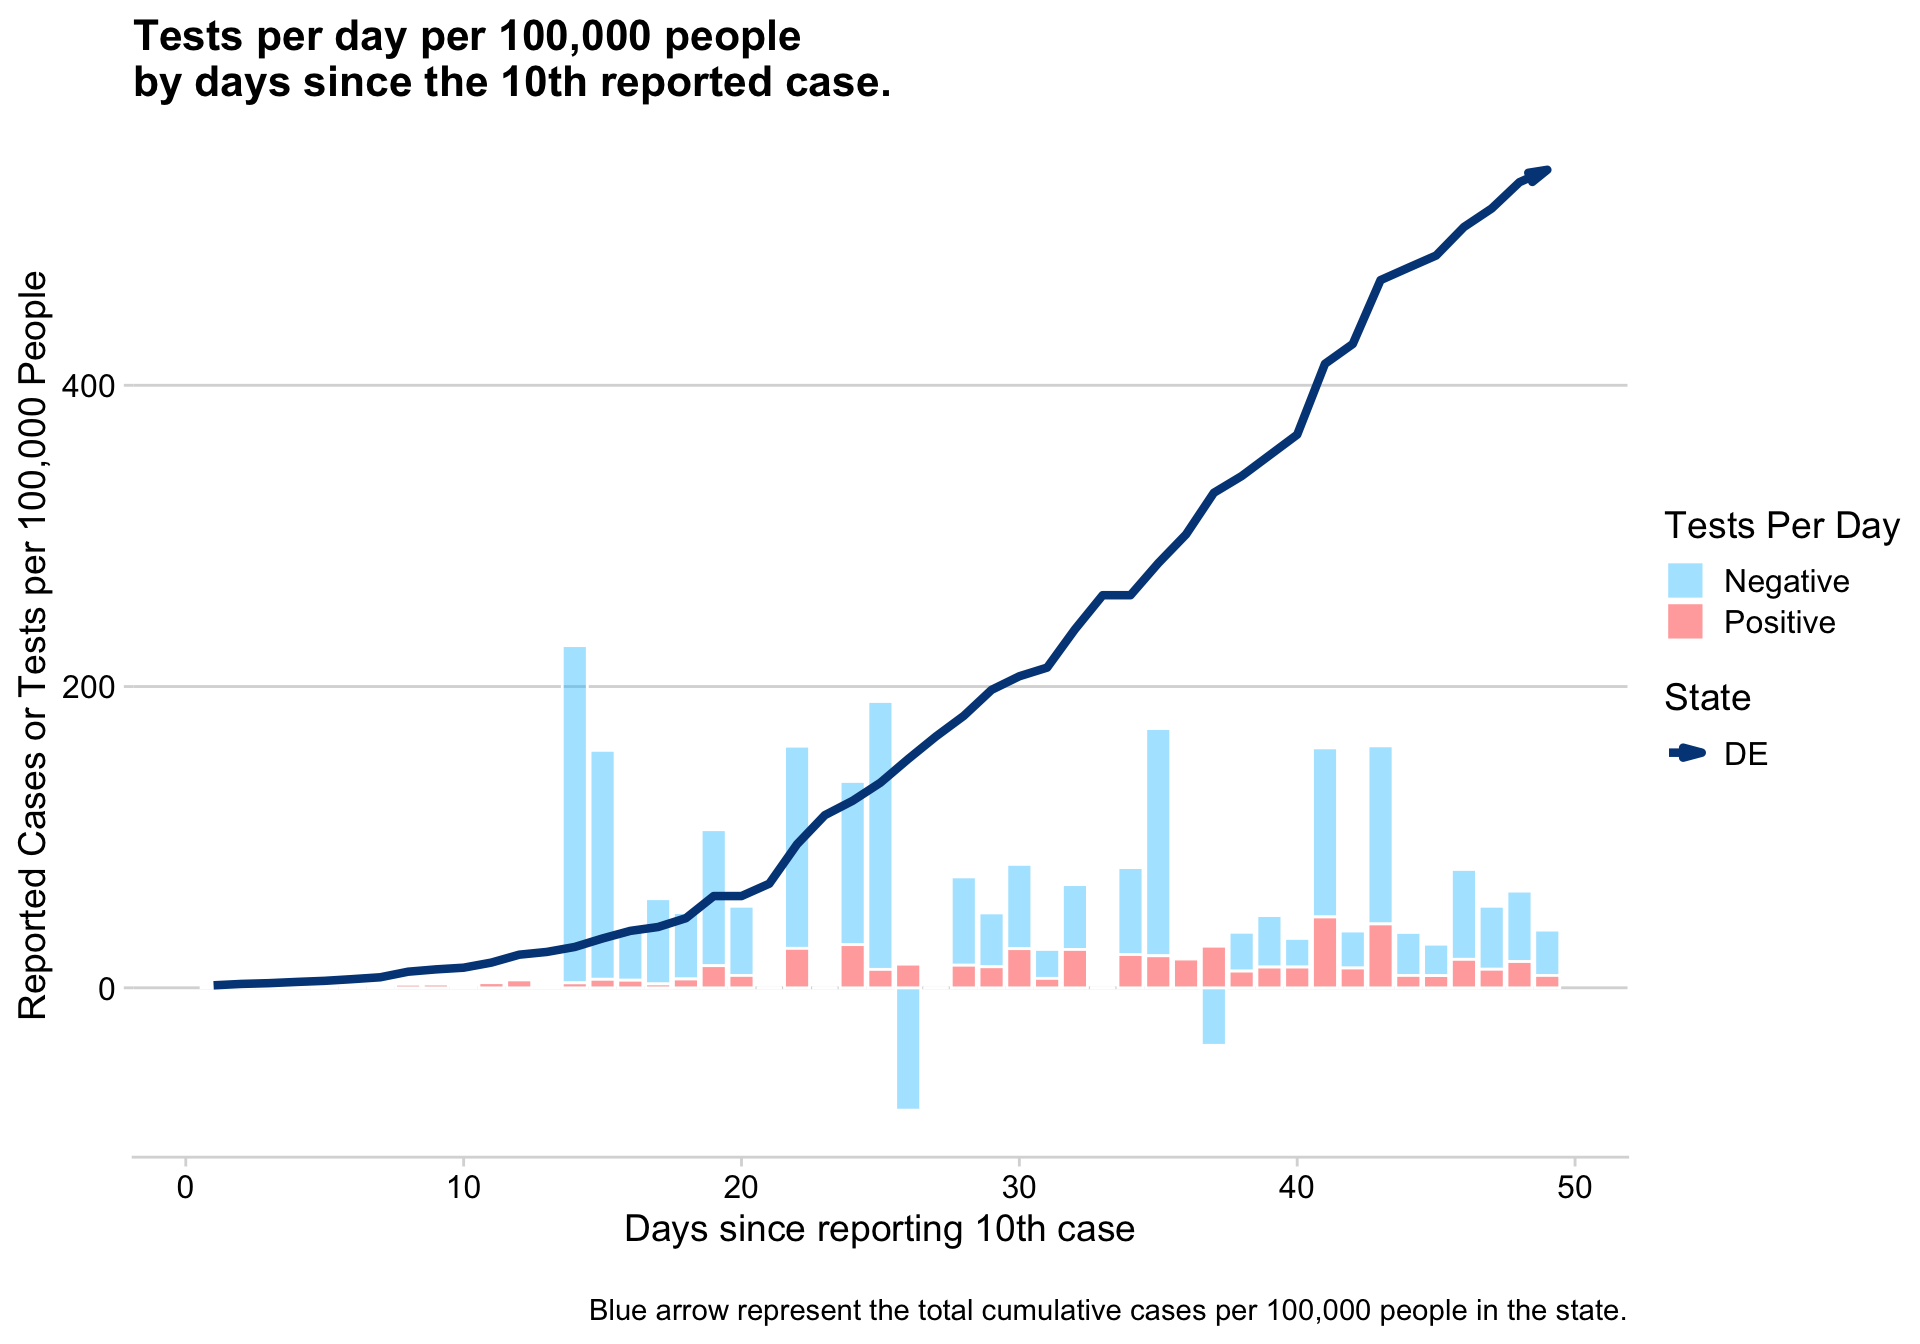 Tests per day per 100,000 people
by days since the 10th reported case.
Reported Cases or Tests per 100,000 People
400
200
0
0
10
20
30
40
50
Days since reporting 10th case
Tests Per Day
Negative
Positive
State
DE
Blue arrow represent the total cumulative cases per 100,000 people in the state.